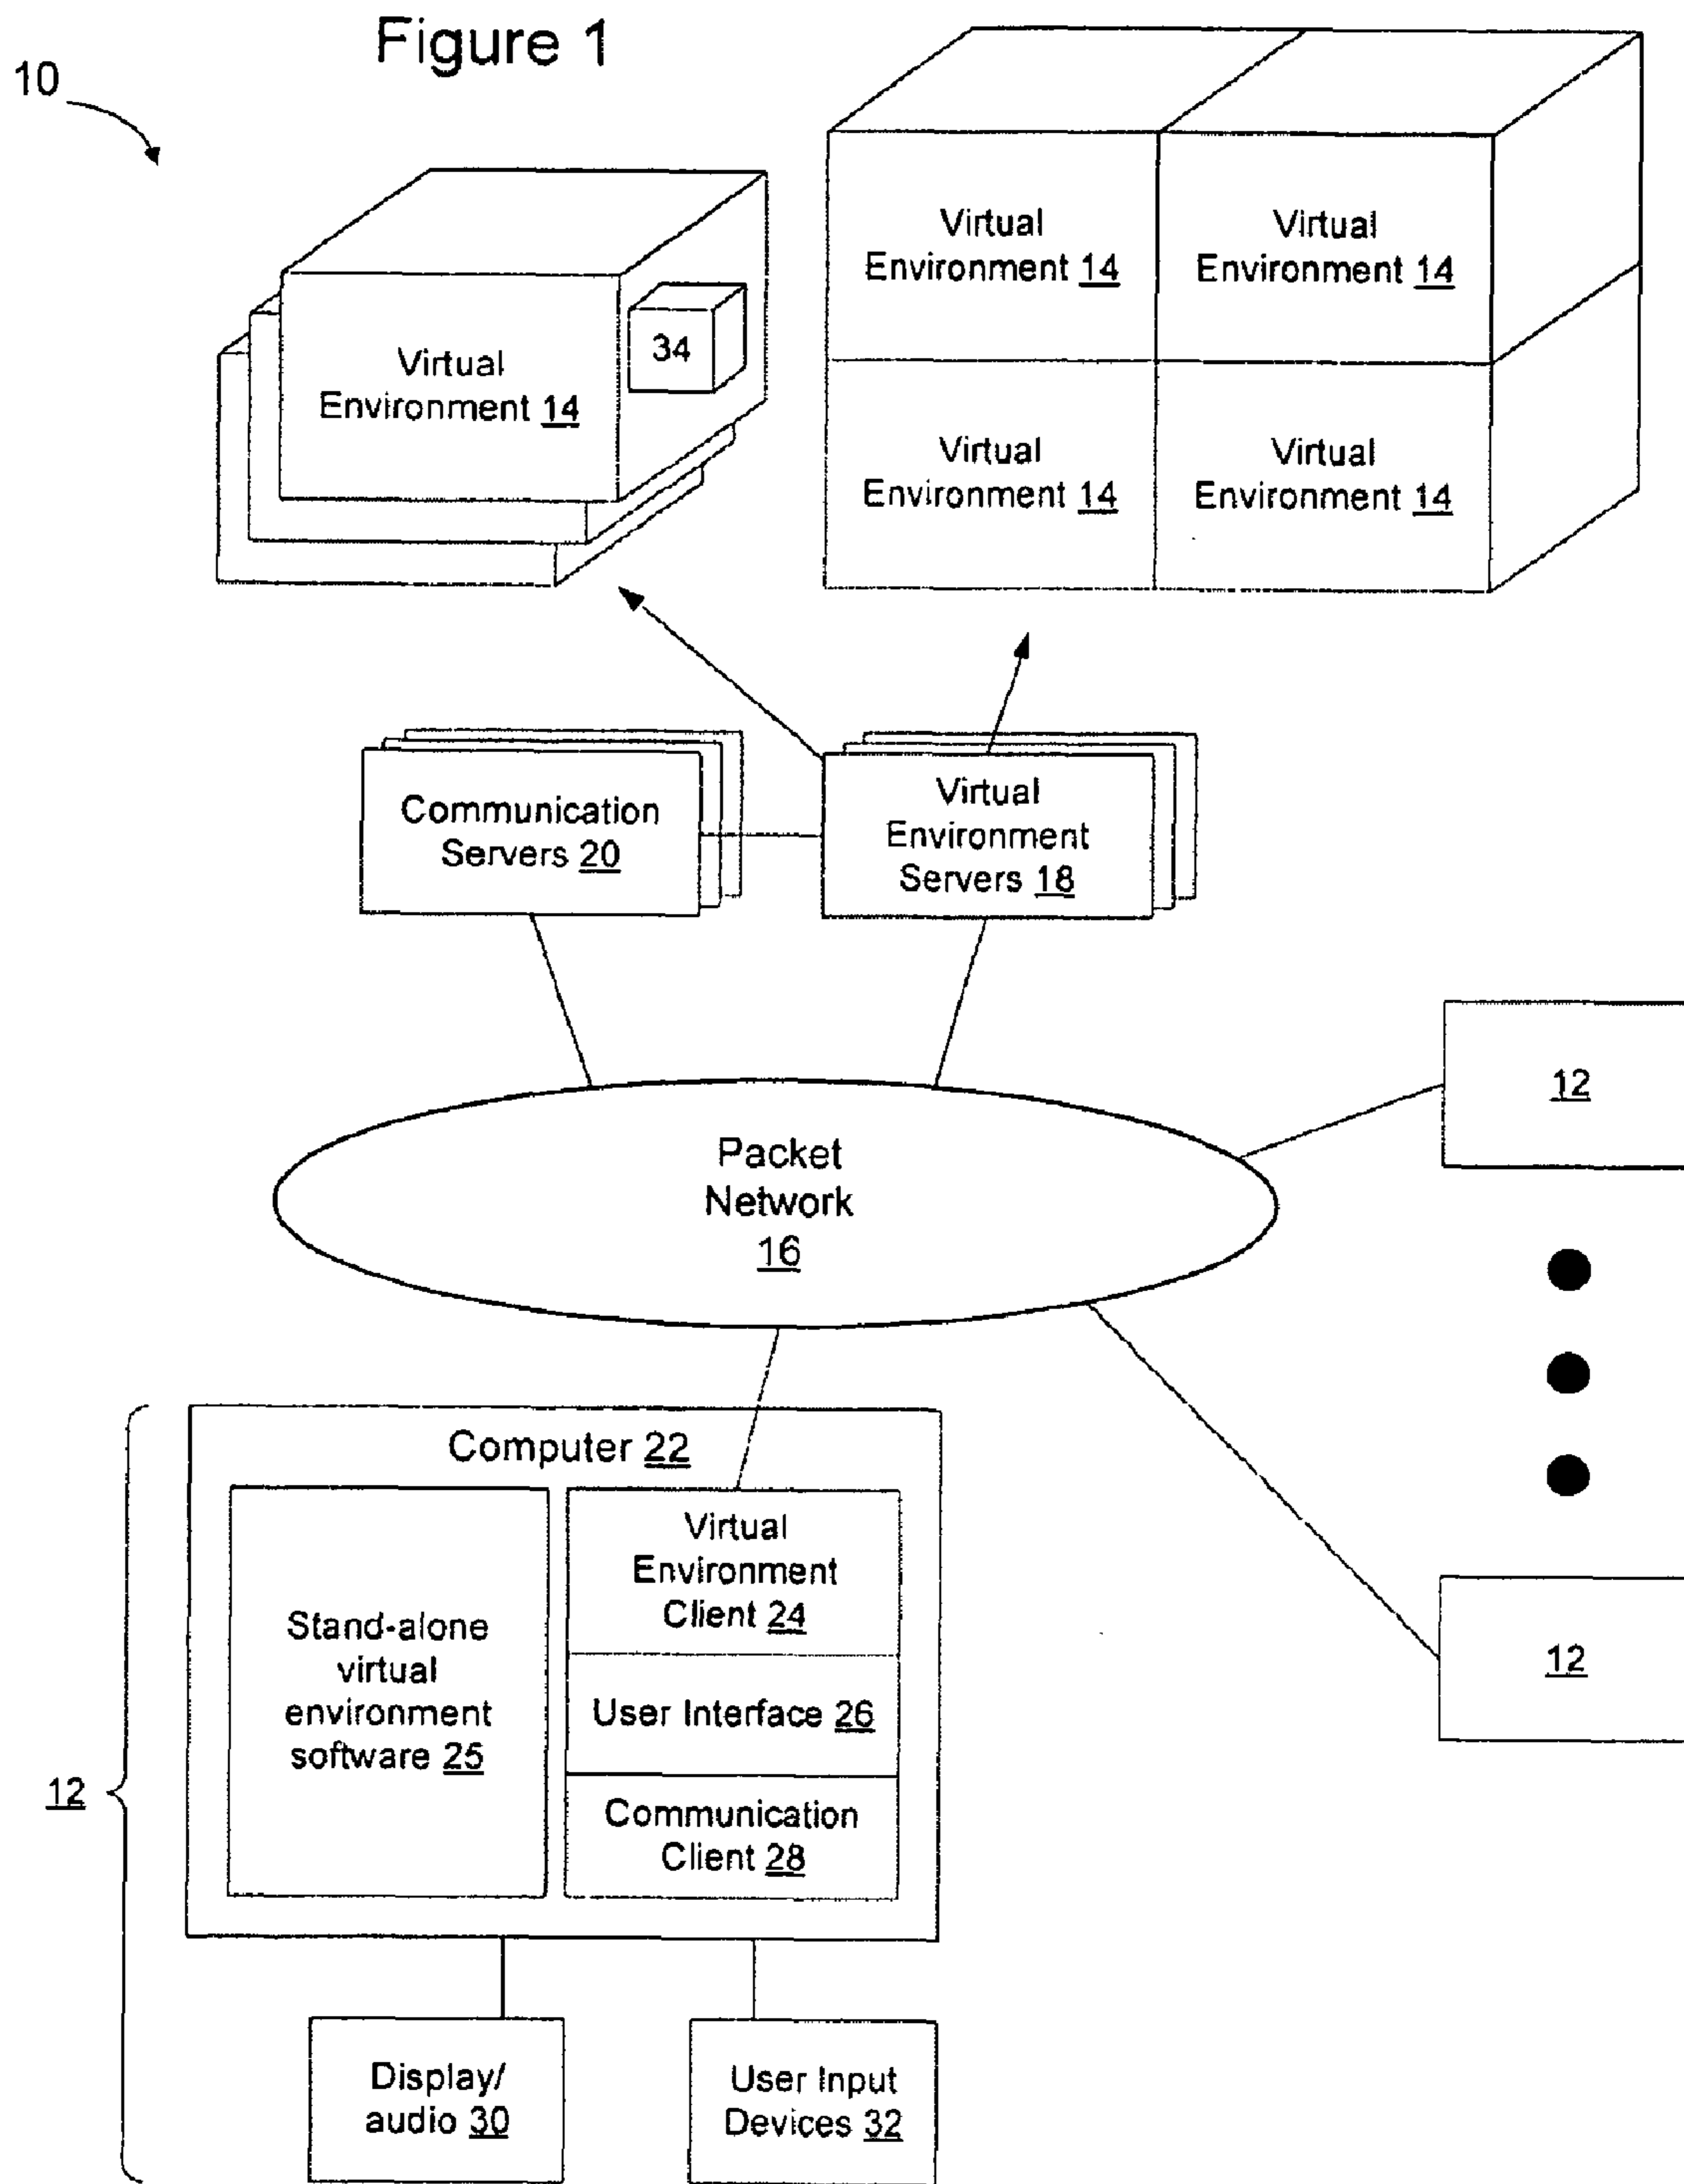 Figure 1
10
Virtual
Environment 14
Virtual
Environment 14
Virtual
Environment 14
34
Virtual
Environment 14
Virtual
Environment 14
Communication
Servers 20
Virtual
Environment
Servers 18
12
Packet
Network
16
12
Computer 22
Stand-alone
virtual
environment
software 25
Virtual
Environment
Client 24
User Interface 26
Communication
Client 28
12
Display/
audio 30
User Input
Devices 32